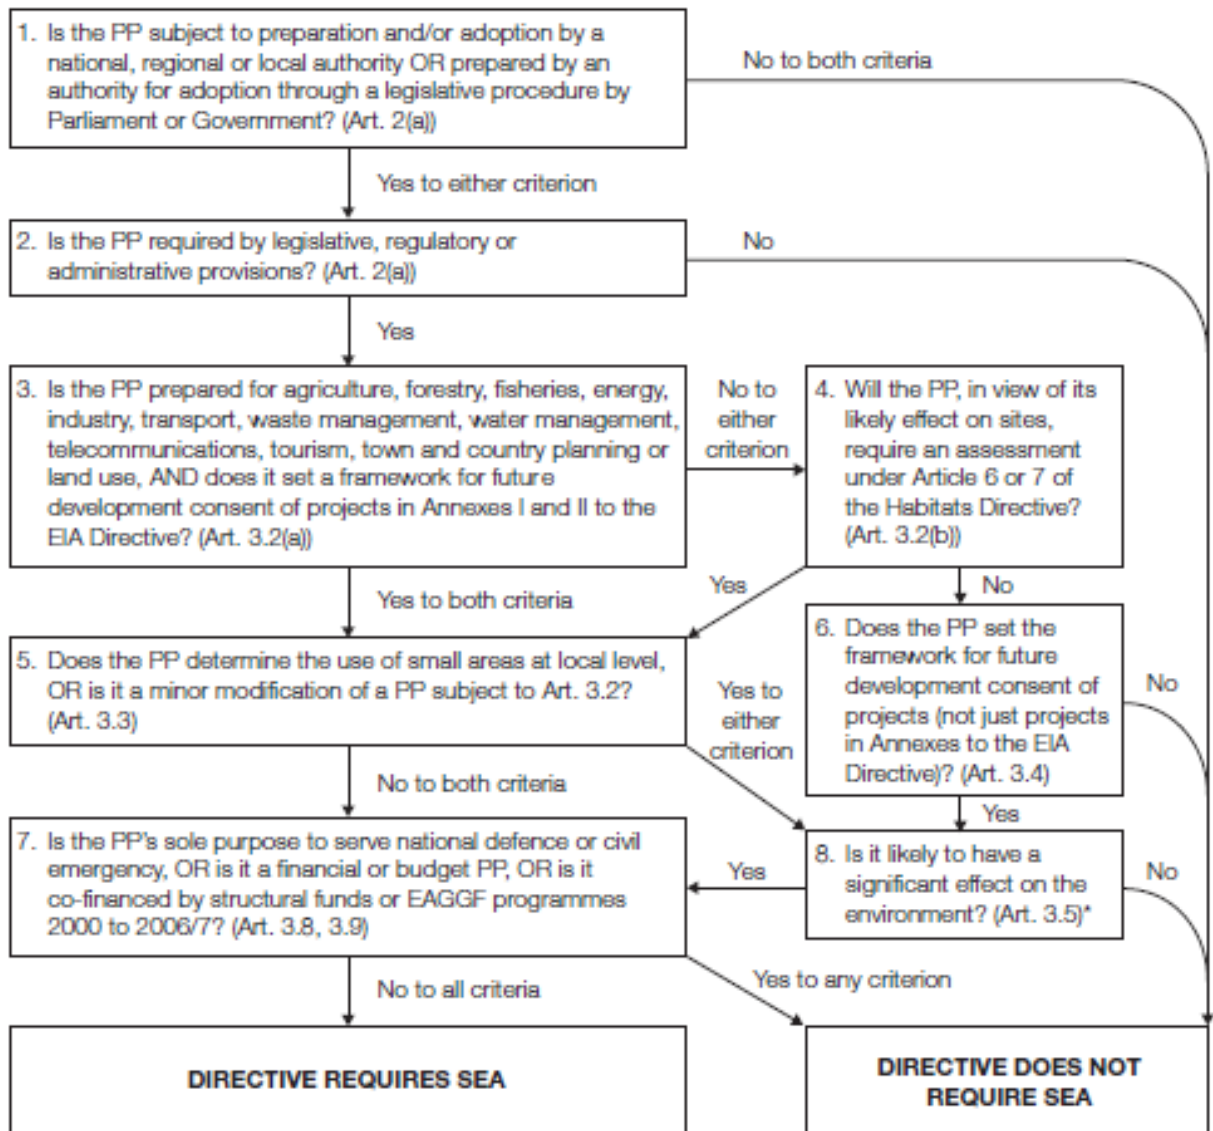 1. Is the PP subject to preparation and/or adoption by a
national, regional or local authority OR prepared by an
authority for adoption through a legislative procedure by
Parliament or Government? (Art. 2(a))
No to both criteria
Yes to either criterion
2. Is the PP required by legislative, regulatory or
administrative provisions? (Art. 2(a))
No
Yes
3. Is the PP prepared for agriculture, forestry, fisheries, energy,
industry, transport, waste management, water management,
telecommunications, tourism, town and country planning or
land use, AND does it set a framework for future
development consent of projects in Annexes I and II to the
EIA Directive? (Art. 3.2(a))
No to
either
criterion
4. Will the PP, in view of its
likely effect on sites,
require an assessment
under Article 6 or 7 of
the Habitats Directive?
(Art. 3.2(b))
Yes to both criteria
Yes
No
5. Does the PP determine the use of small areas at local level,
OR is it a minor modification of a PP subject to Art. 3.2?
(Art. 3.3)
Yes to
either
criterion
6. Does the PP set the
framework for future
development consent of
projects (not just projects
in Annexes to the EIA
Directive)? (Art. 3.4)
No
No to both criteria
Yes
7. Is the PP's sole purpose to serve national defence or civil
emergency, OR is it a financial or budget PP, OR is it
co-financed by structural funds or EAGGF programmes
2000 to 2006/7? (Art. 3.8, 3.9)
Yes
8. Is it likely to have a
significant effect on the
environment? (Art. 3.5)*
No
No to all criteria
Yes to any criterion
DIRECTIVE REQUIRES SEA
DIRECTIVE DOES NOT
REQUIRE SEA